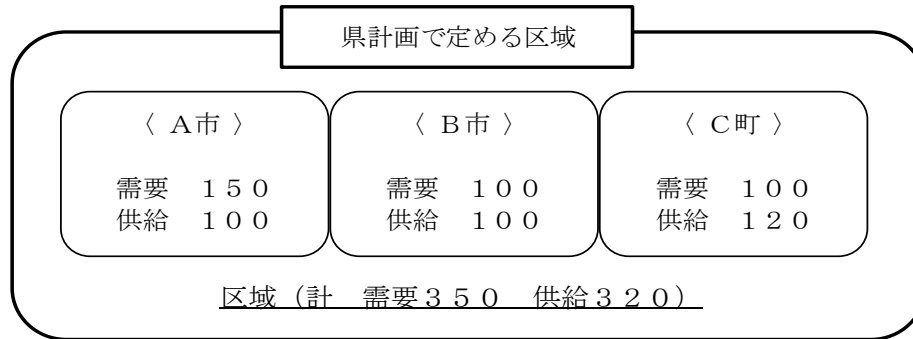 県計画で定める区域
〈 A市 〉
需要 150
供給 100
〈 B市 〉
需要 100
供給 100
〈 C町 〉
需要 100
供給 120
区域(計 需要350 供給320)